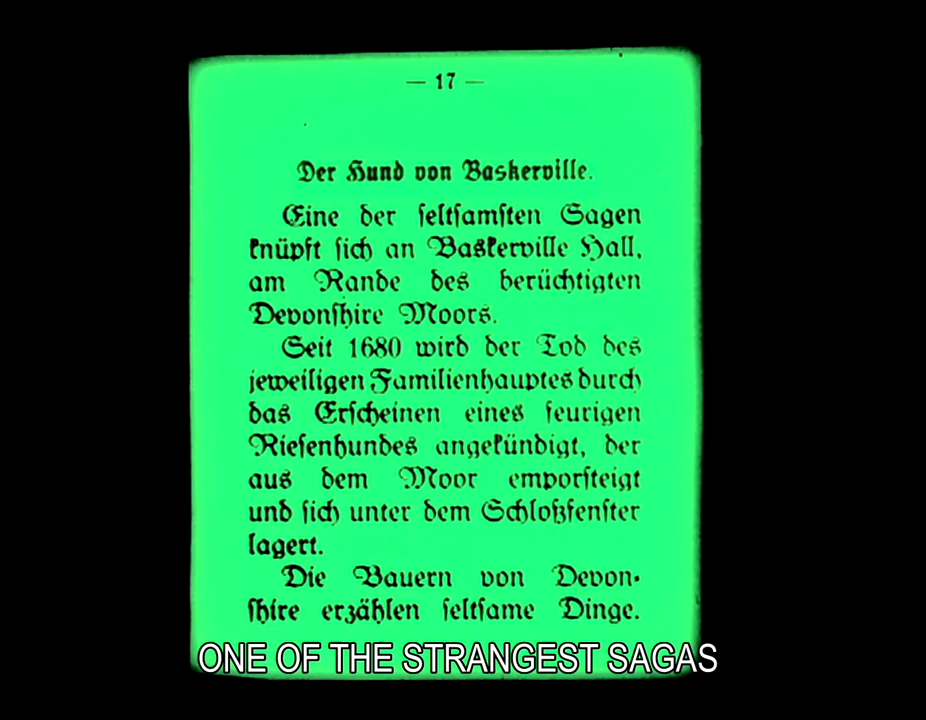 — 17 —
Der Hund von Baskerville.
Eine der seltsamsten Sagen
knüpft sich an Baskerville Hall,
am Rande des berüchtigten
Devonshire Moors.
Seit 1680 wird der Tod des
jeweiligen Familienhauptes durch
das Erscheinen eines feurigen
Riesenhundes angekündigt, der
aus dem Moor emporsteigt
und sich unter dem Schloßfenster
lagert.
Die Bauern von Devon-
shire erzählen seltsame Dinge.
ONE OF THE STRANGEST SAGAS